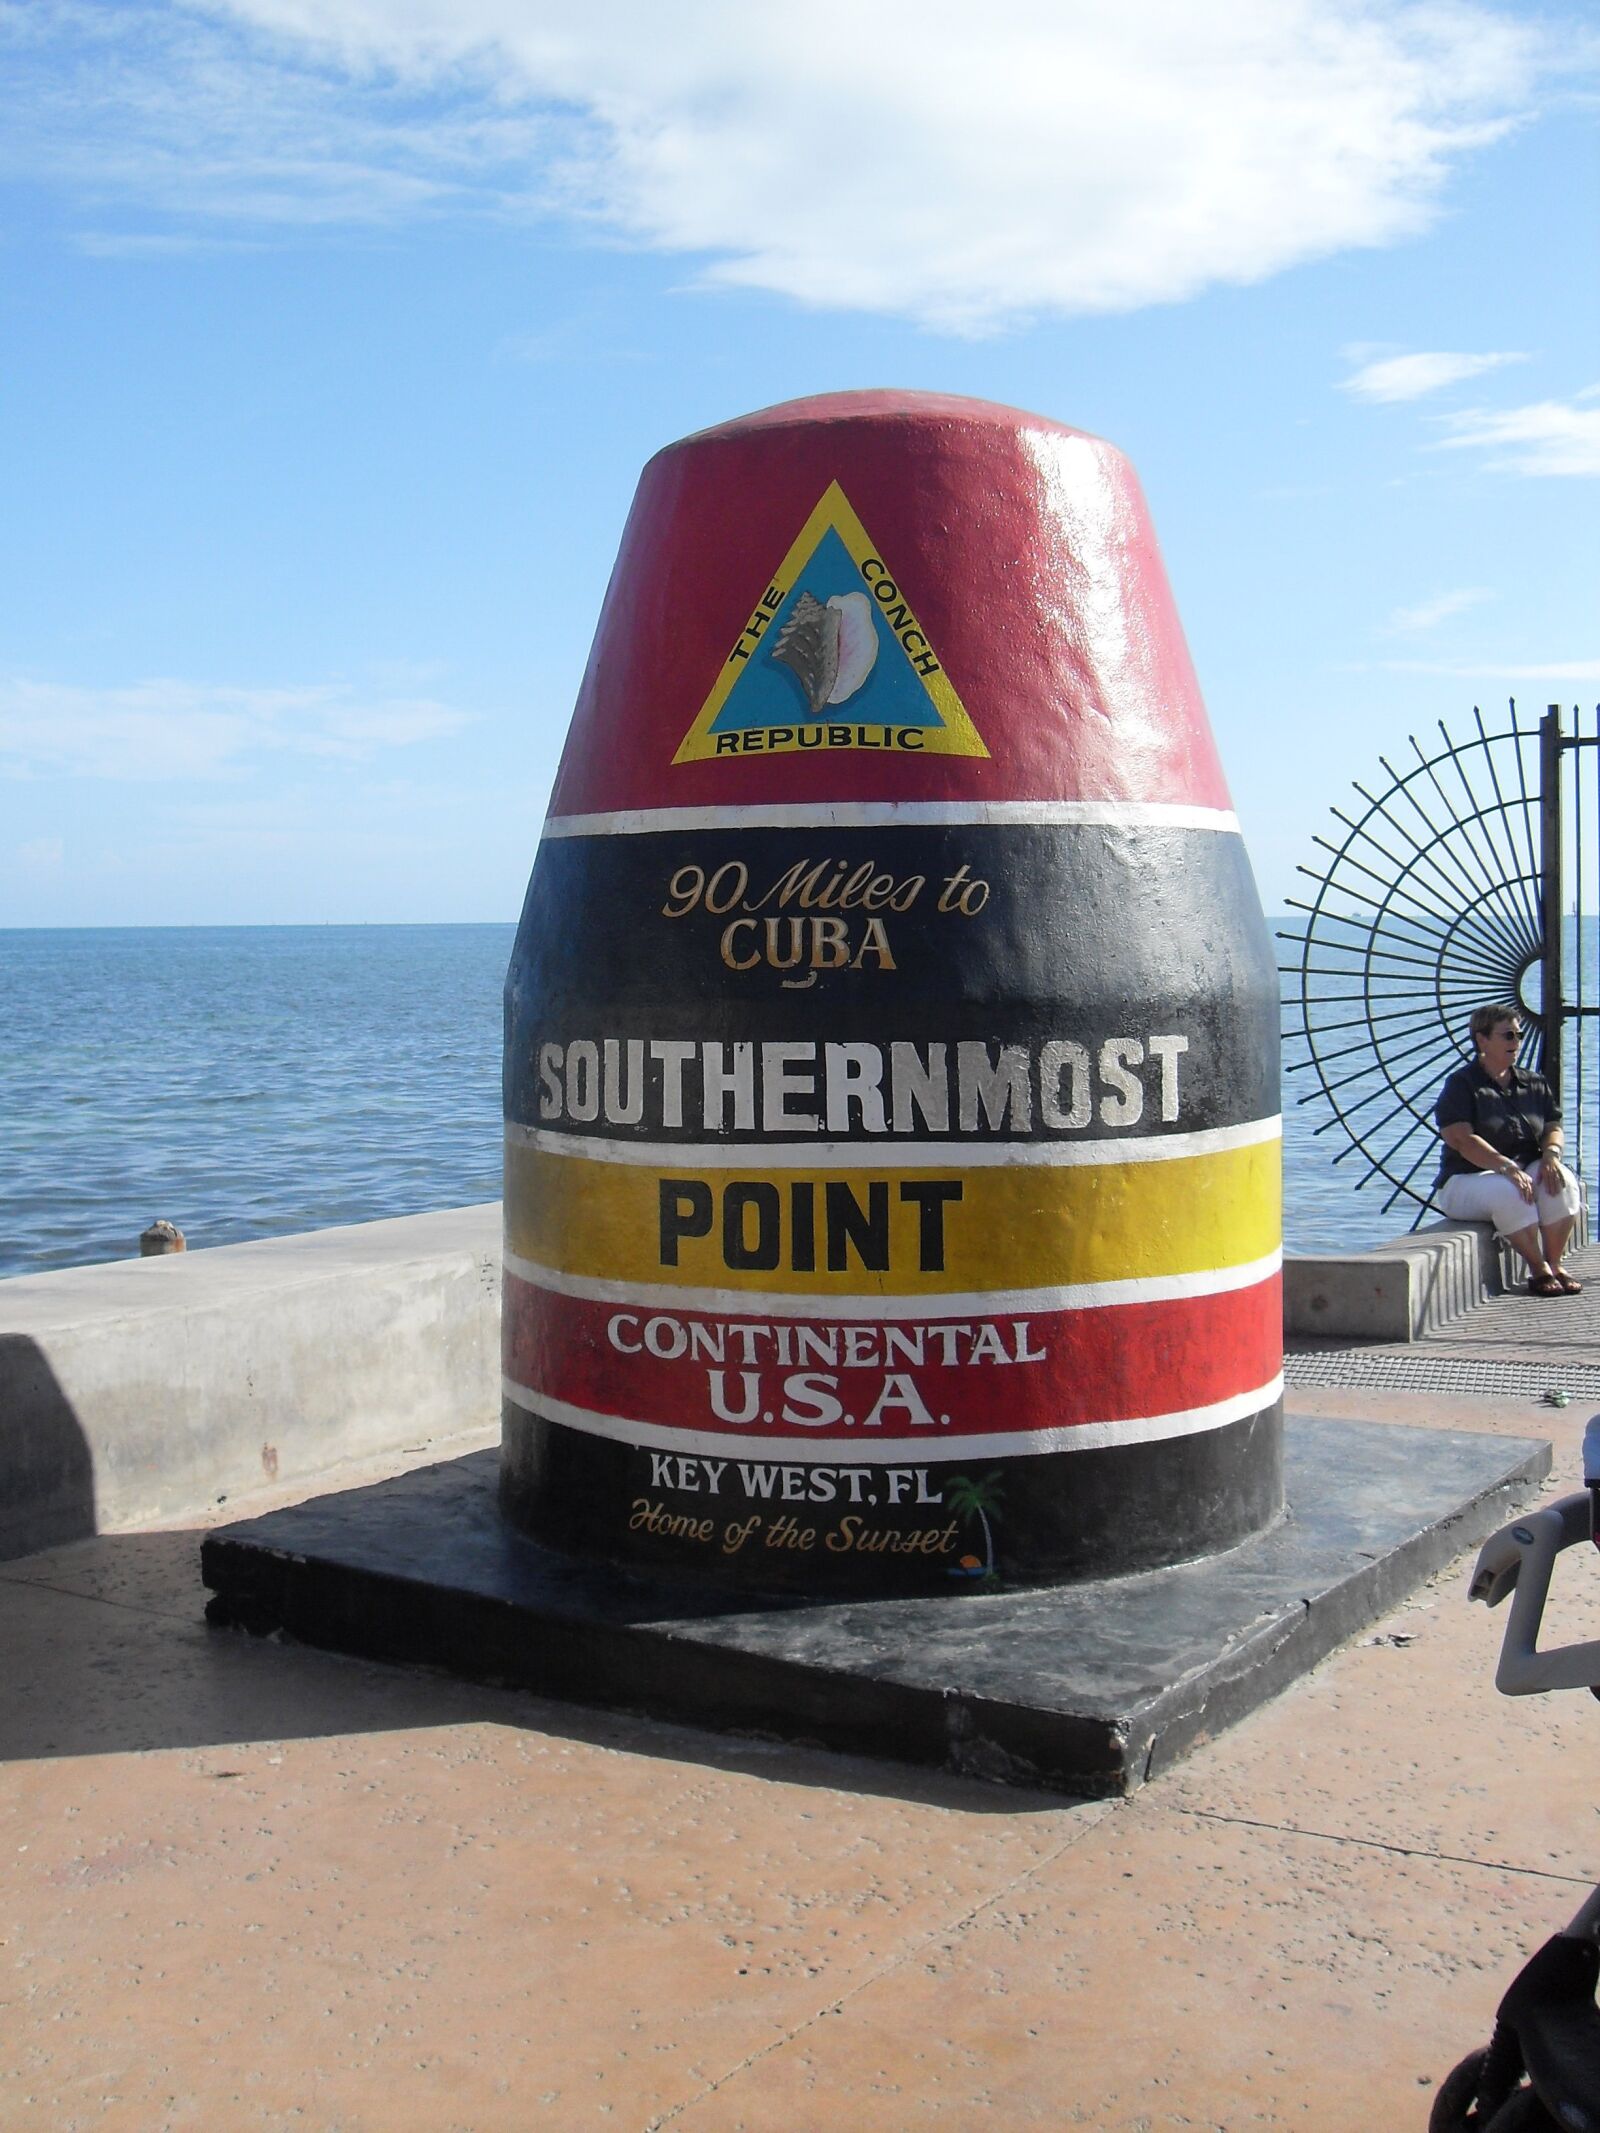 THE CONCH
REPUBLIC
90 Miles to
CUBA
SOUTHERNMOST
POINT
CONTINENTAL
U.S.A.
KEY WEST, FL
Home of the Sunset